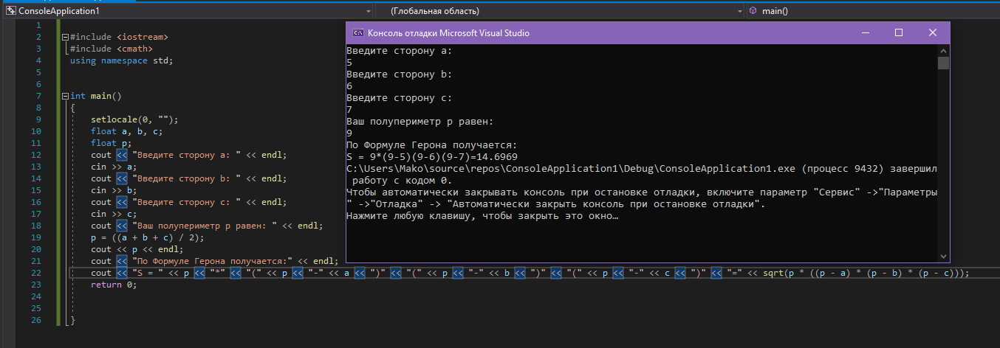 ConsoleApplication1
(Глобальная область)
main()
1
2 #include <iostream>
3 #include <cmath>
4 using namespace std;
5
6
7 int main()
8 {
9 setlocale(0, "");
10 float a, b, c;
11 float p;
12 cout << "Введите сторону a: " << endl;
13 cin >> a;
14 cout << "Введите сторону b: " << endl;
15 cin >> b;
16 cout << "Введите сторону c: " << endl;
17 cin >> c;
18 cout << "Ваш полупериметр p равен: " << endl;
19 p = ((a + b + c) / 2);
20 cout << p << endl;
21 cout << "По Формуле Герона получается:" << endl;
22 cout << "S = " << p << "*" << "(" << p << "-" << a << ")" << "(" << p << "-" << b << ")" << "(" << p << "-" << c << ")" << "=" << sqrt(p * ((p - a) * (p - b) * (p - c)));
23 return 0;
24
25
26 }
Консоль отладки Microsoft Visual Studio
Введите сторону a:
5
Введите сторону b:
6
Введите сторону c:
7
Ваш полупериметр p равен:
9
По Формуле Герона получается:
S = 9*(9-5)(9-6)(9-7)=14.6969
C:\Users\Mako\source\repos\ConsoleApplication1\Debug\ConsoleApplication1.exe (процесс 9432) завершил
работу с кодом 0.
Чтобы автоматически закрывать консоль при остановке отладки, включите параметр "Сервис" ->"Параметры
" ->"Отладка" -> "Автоматически закрыть консоль при остановке отладки".
Нажмите любую клавишу, чтобы закрыть это окно…